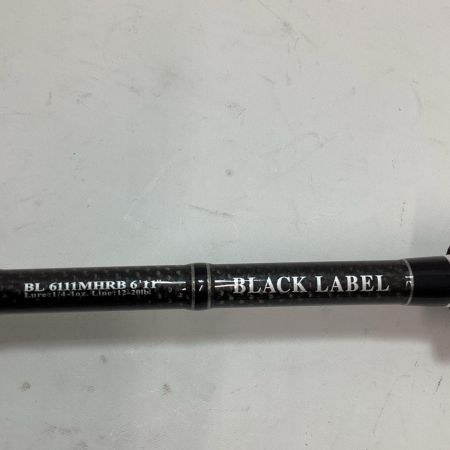 BL 6111MHRB 6'11"
Lure:1/4-1oz. Line:12-20lb.
BLACK LABEL